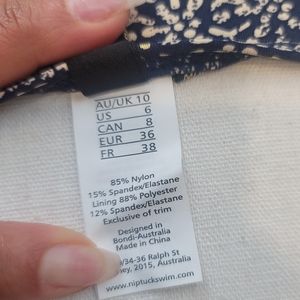 AU/UK 10
US 6
CAN 8
EUR 36
FR 38
85% Nylon
15% Spandex/Elastane
Lining 88% Polyester
12% Spandex/Elastane
Exclusive of trim
Designed in
Bondi-Australia
Made in China
/34-36 Ralph St
ney, 2015, Australia
www.niptuckswim.com